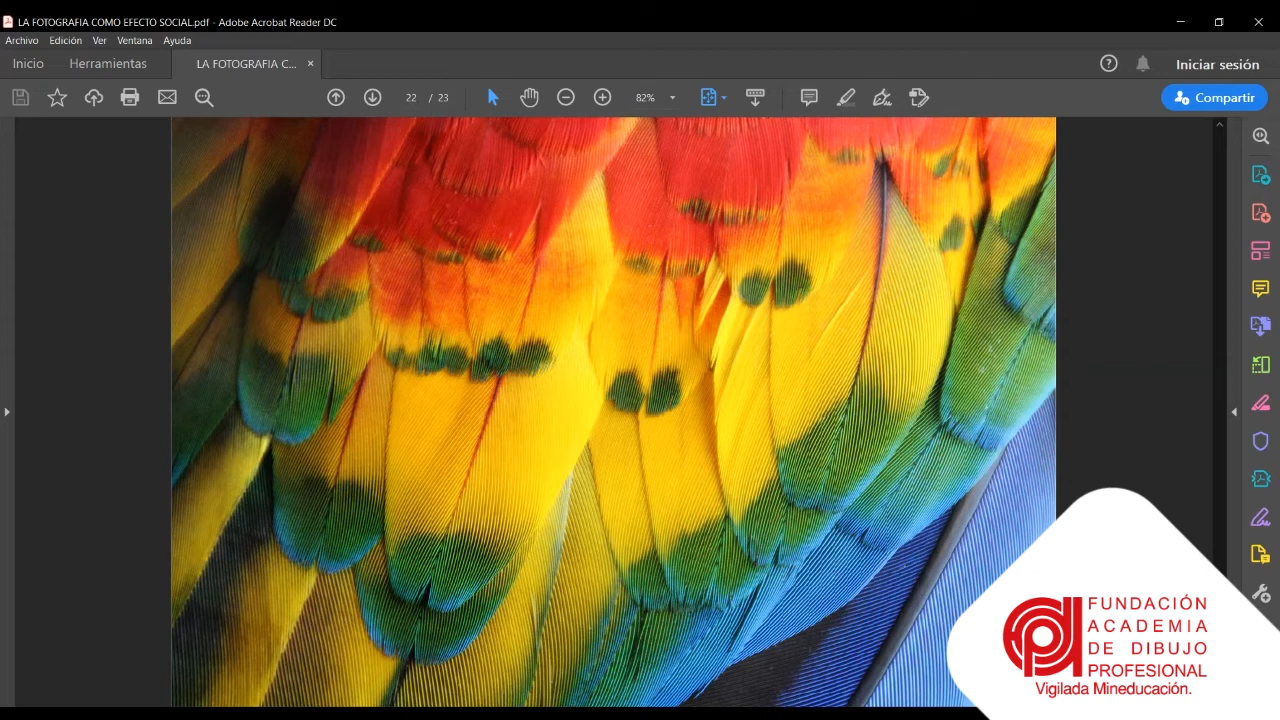 LA FOTOGRAFIA COMO EFECTO SOCIAL.pdf - Adobe Acrobat Reader DC
Archivo Edición Ver Ventana Ayuda
Inicio Herramientas LA FOTOGRAFIA C... × Iniciar sesión
22 / 23 82% Compartir
FUNDACIÓN
ACADEMIA
DE DIBUJO
PROFESIONAL
Vigilada Mineducación.